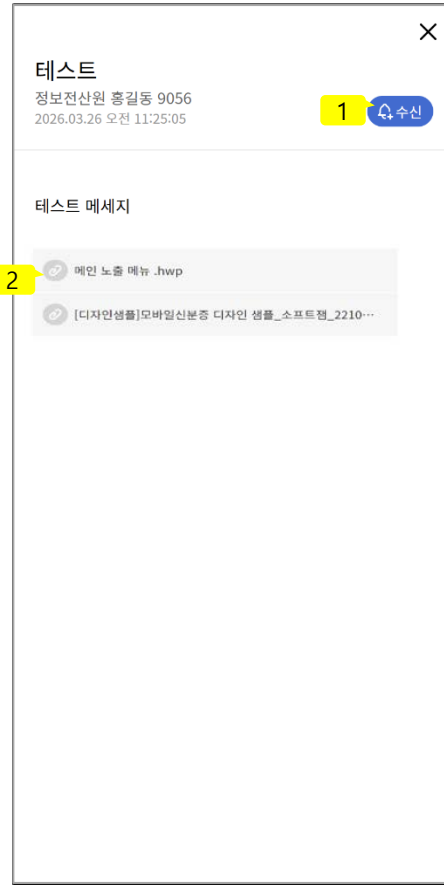 테스트
정보전산원 홍길동 9056
2026.03.26 오전 11:25:05
1
수신
테스트 메세지
2
메인 노출 메뉴 .hwp
[디자인샘플]모바일신분증 디자인 샘플_소프트잼_2210…